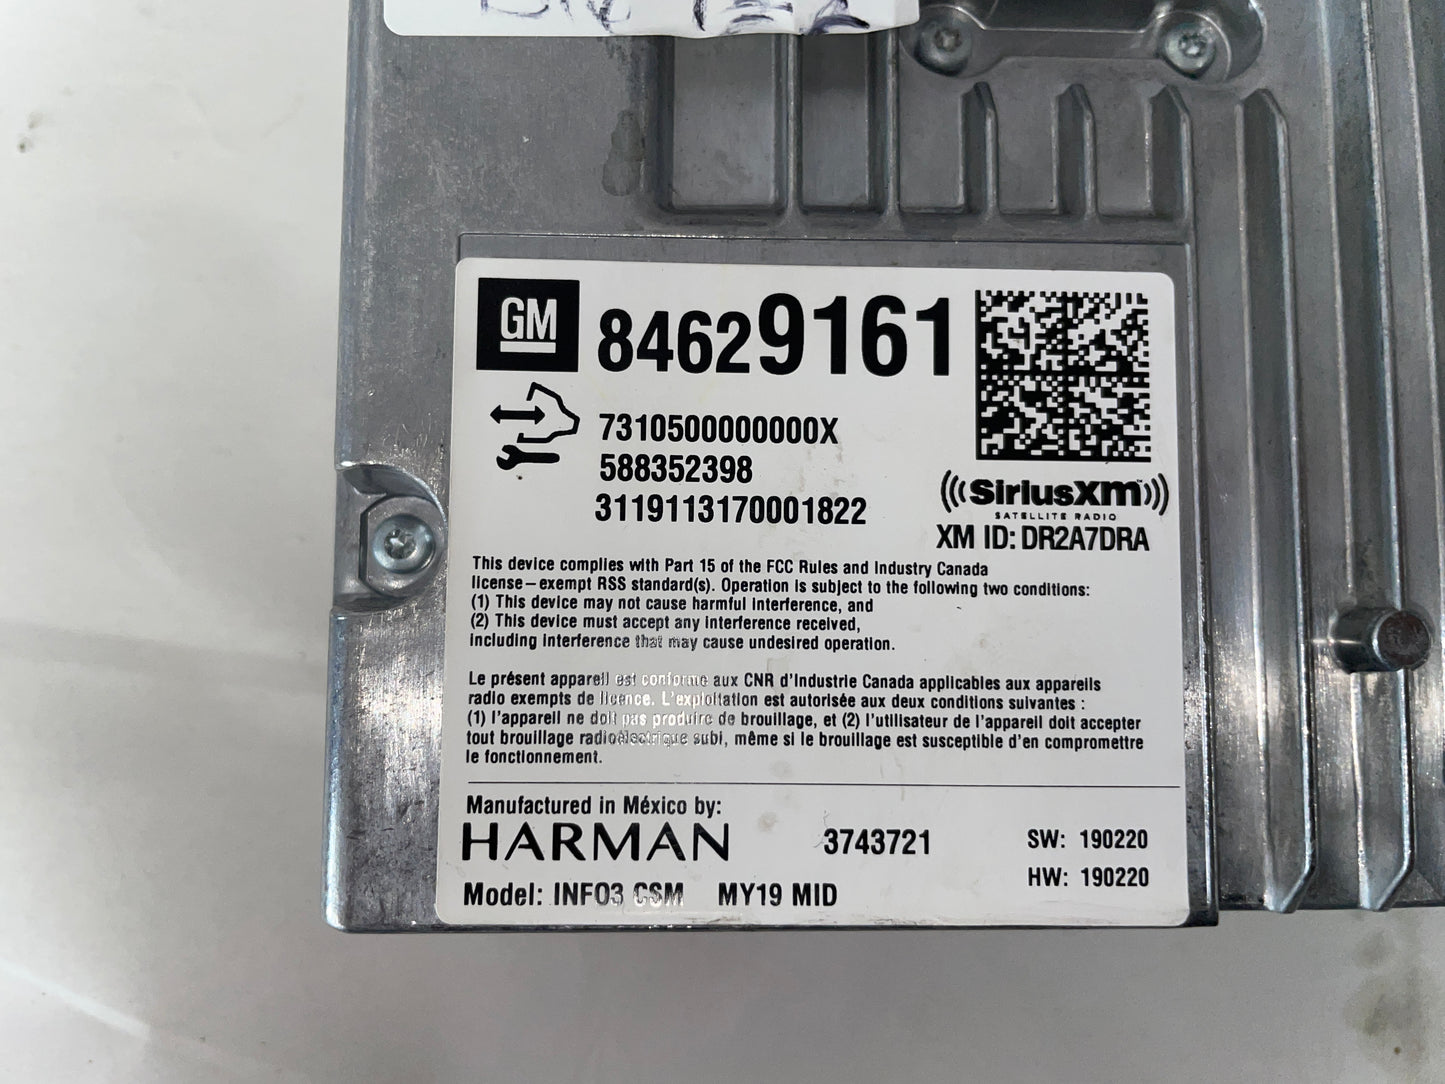 GM
84629161
7310500000000X
588352398
3119113170001822
((((SiriusXM))))
SATELLITE RADIO
XM ID: DR2A7DRA
This device complies with Part 15 of the FCC Rules and Industry Canada
license-exempt RSS standard(s). Operation is subject to the following two conditions:
(1) This device may not cause harmful interference, and
(2) This device must accept any interference received,
including interference that may cause undesired operation.
Le présent appareil est conforme aux CNR d'Industrie Canada applicables aux appareils
radio exempts de licence. L'exploitation est autorisée aux deux conditions suivantes :
(1) l'appareil ne doit pas produire de brouillage, et (2) l'utilisateur de l'appareil doit accepter
tout brouillage radioélectrique subi, même si le brouillage est susceptible d'en compromettre
le fonctionnement.
Manufactured in México by:
HARMAN 3743721 SW: 190220
HW: 190220
Model: INFO3 CSM MY19 MID